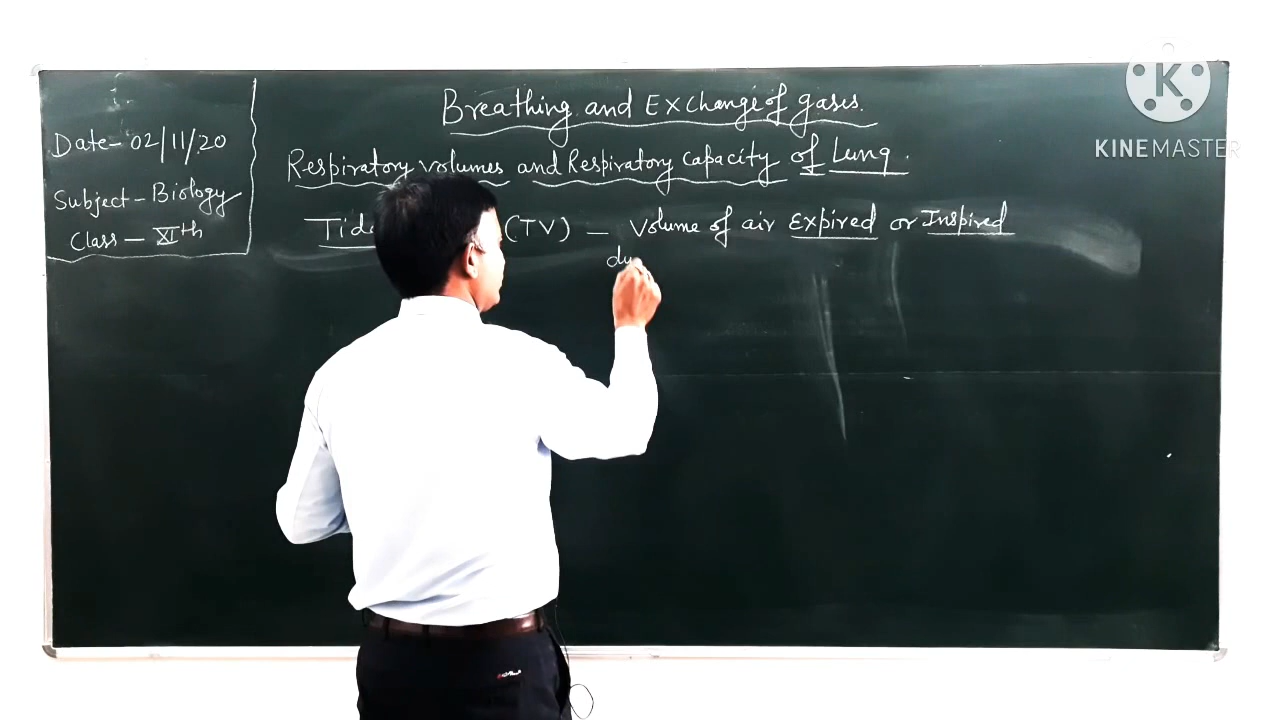 Breathing and Exchange of gases.
Date- 02/11/20
Respiratory volumes and Respiratory Capacity of Lung.
Subject- Biology
Class - XIth
(TV) - Volume of air Expired or Inspired
K
KINEMASTER